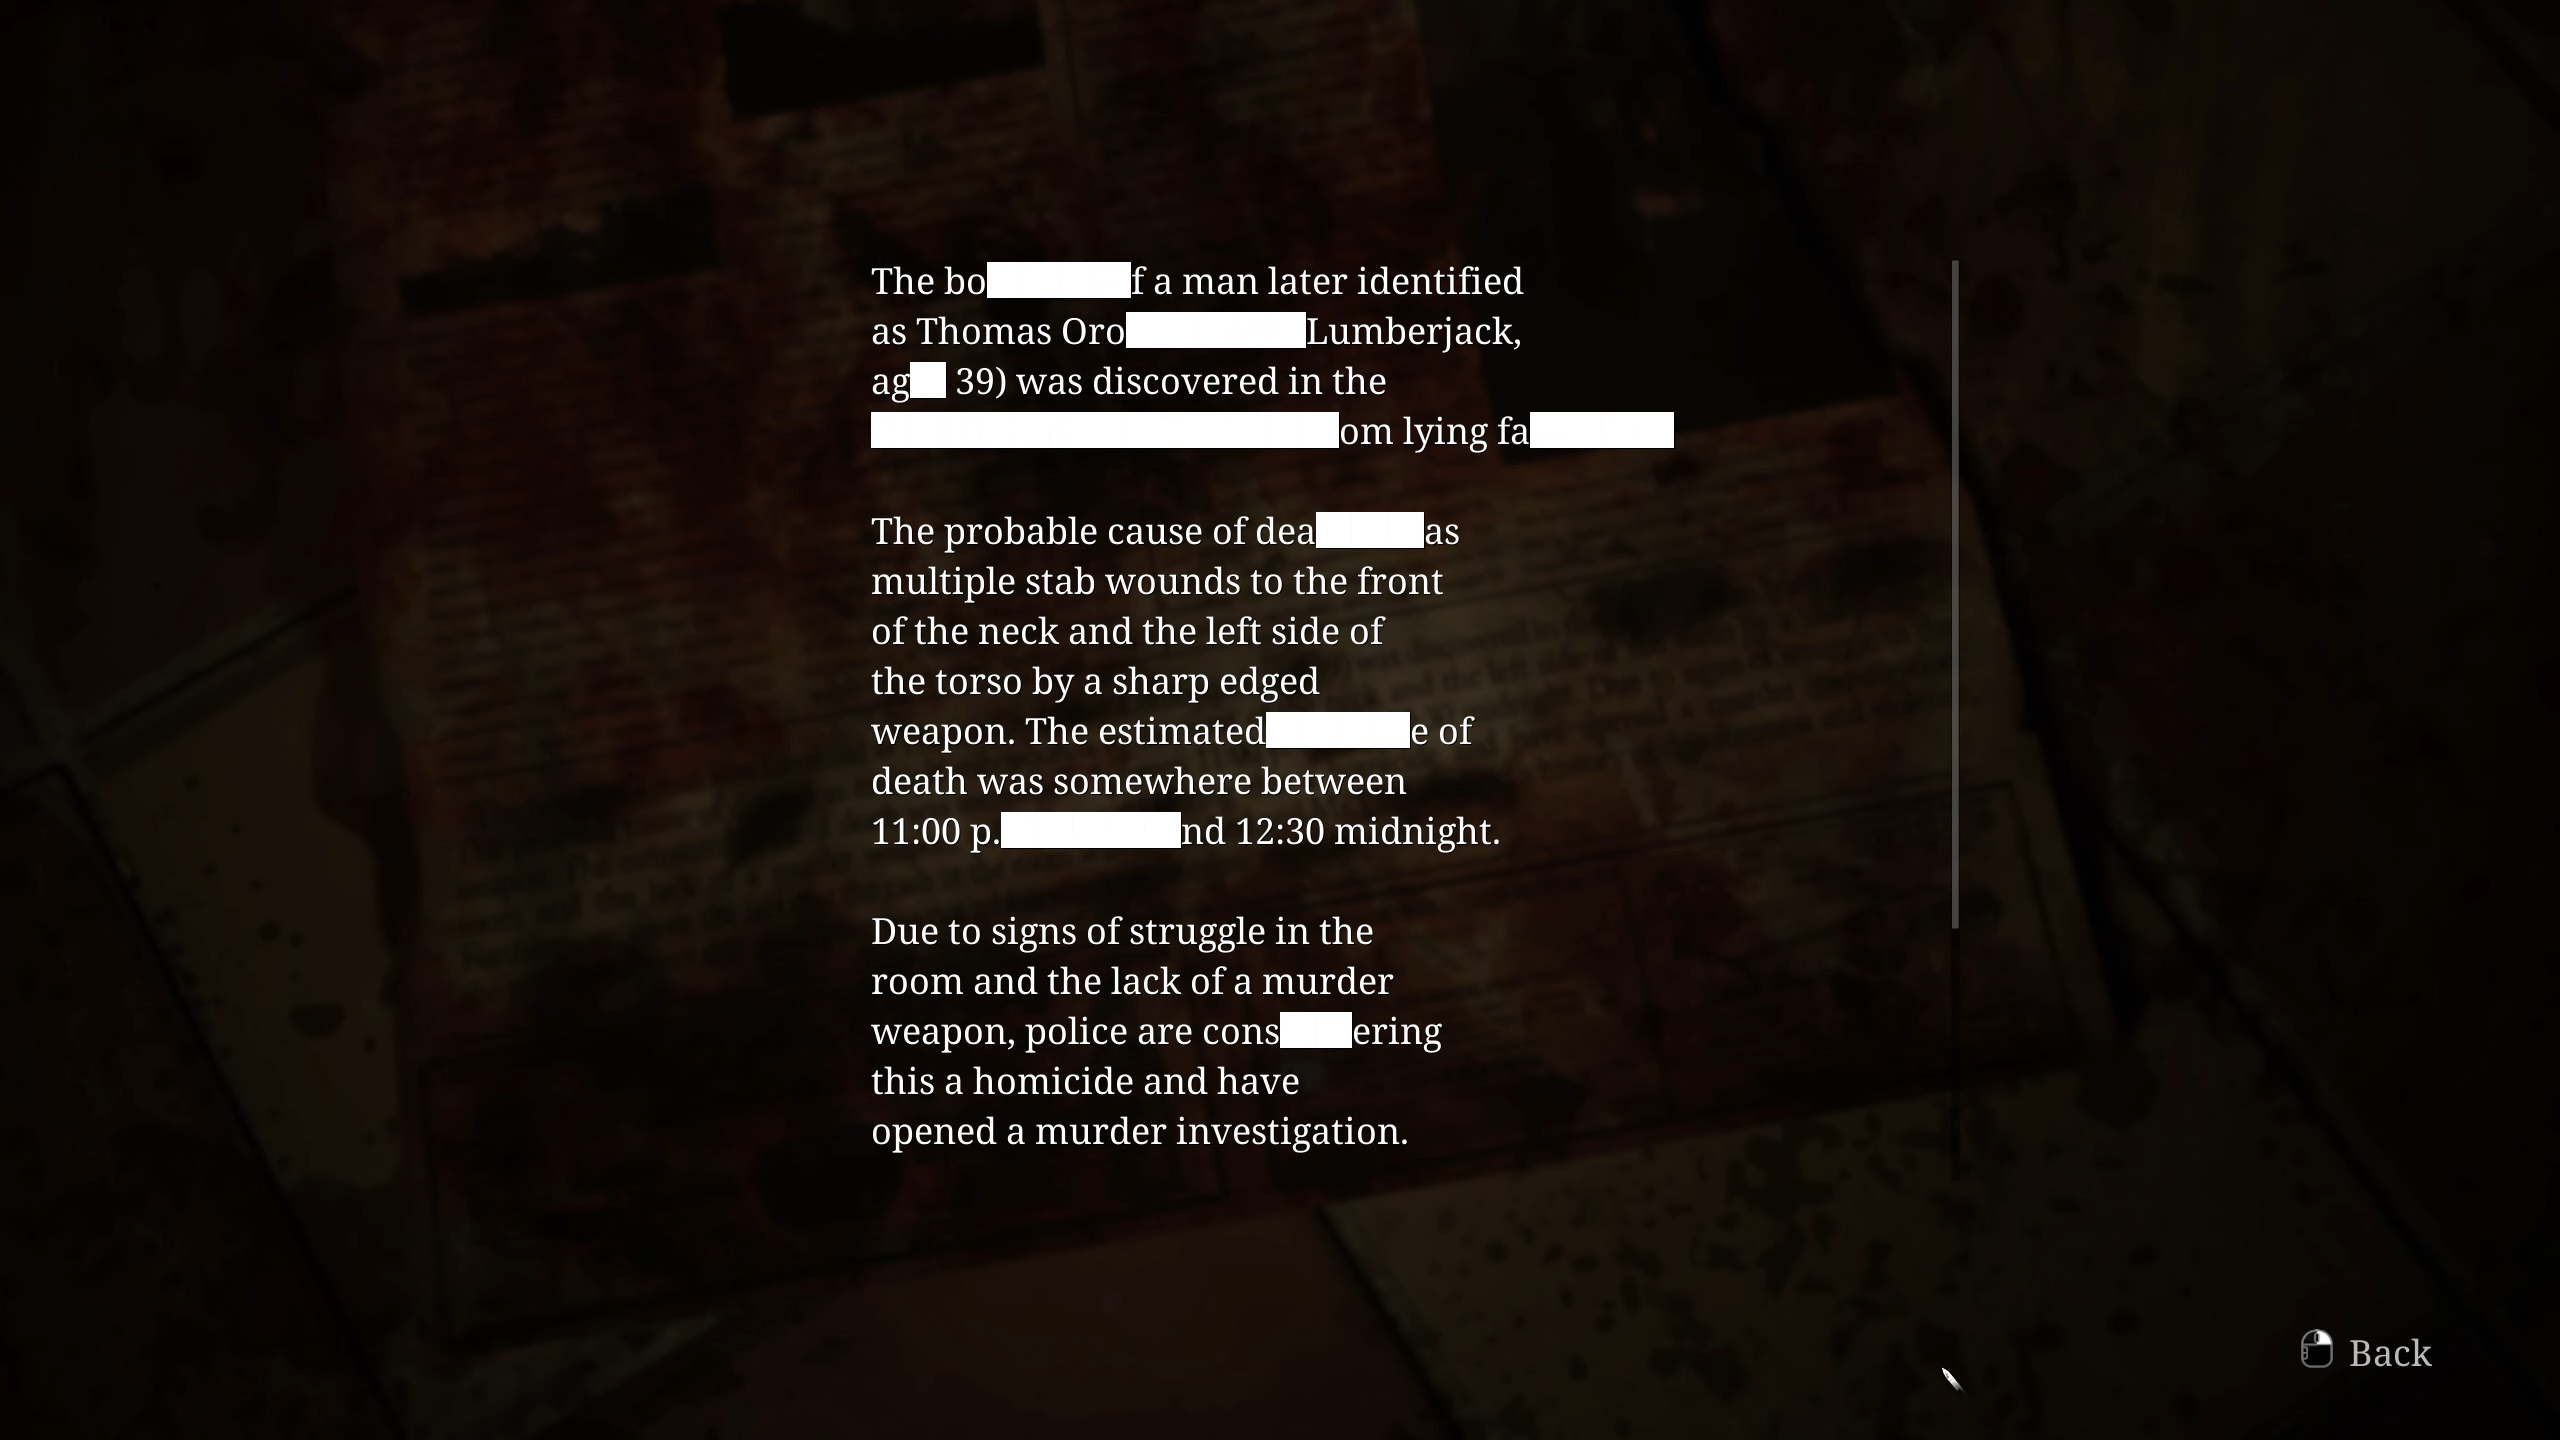 The bo████f a man later identified
as Thomas Oro█████Lumberjack,
ag█ 39) was discovered in the
█████████████om lying fa████
The probable cause of dea███as
multiple stab wounds to the front
of the neck and the left side of
the torso by a sharp edged
weapon. The estimated████e of
death was somewhere between
11:00 p.█████nd 12:30 midnight.
Due to signs of struggle in the
room and the lack of a murder
weapon, police are cons██ering
this a homicide and have
opened a murder investigation.
Back